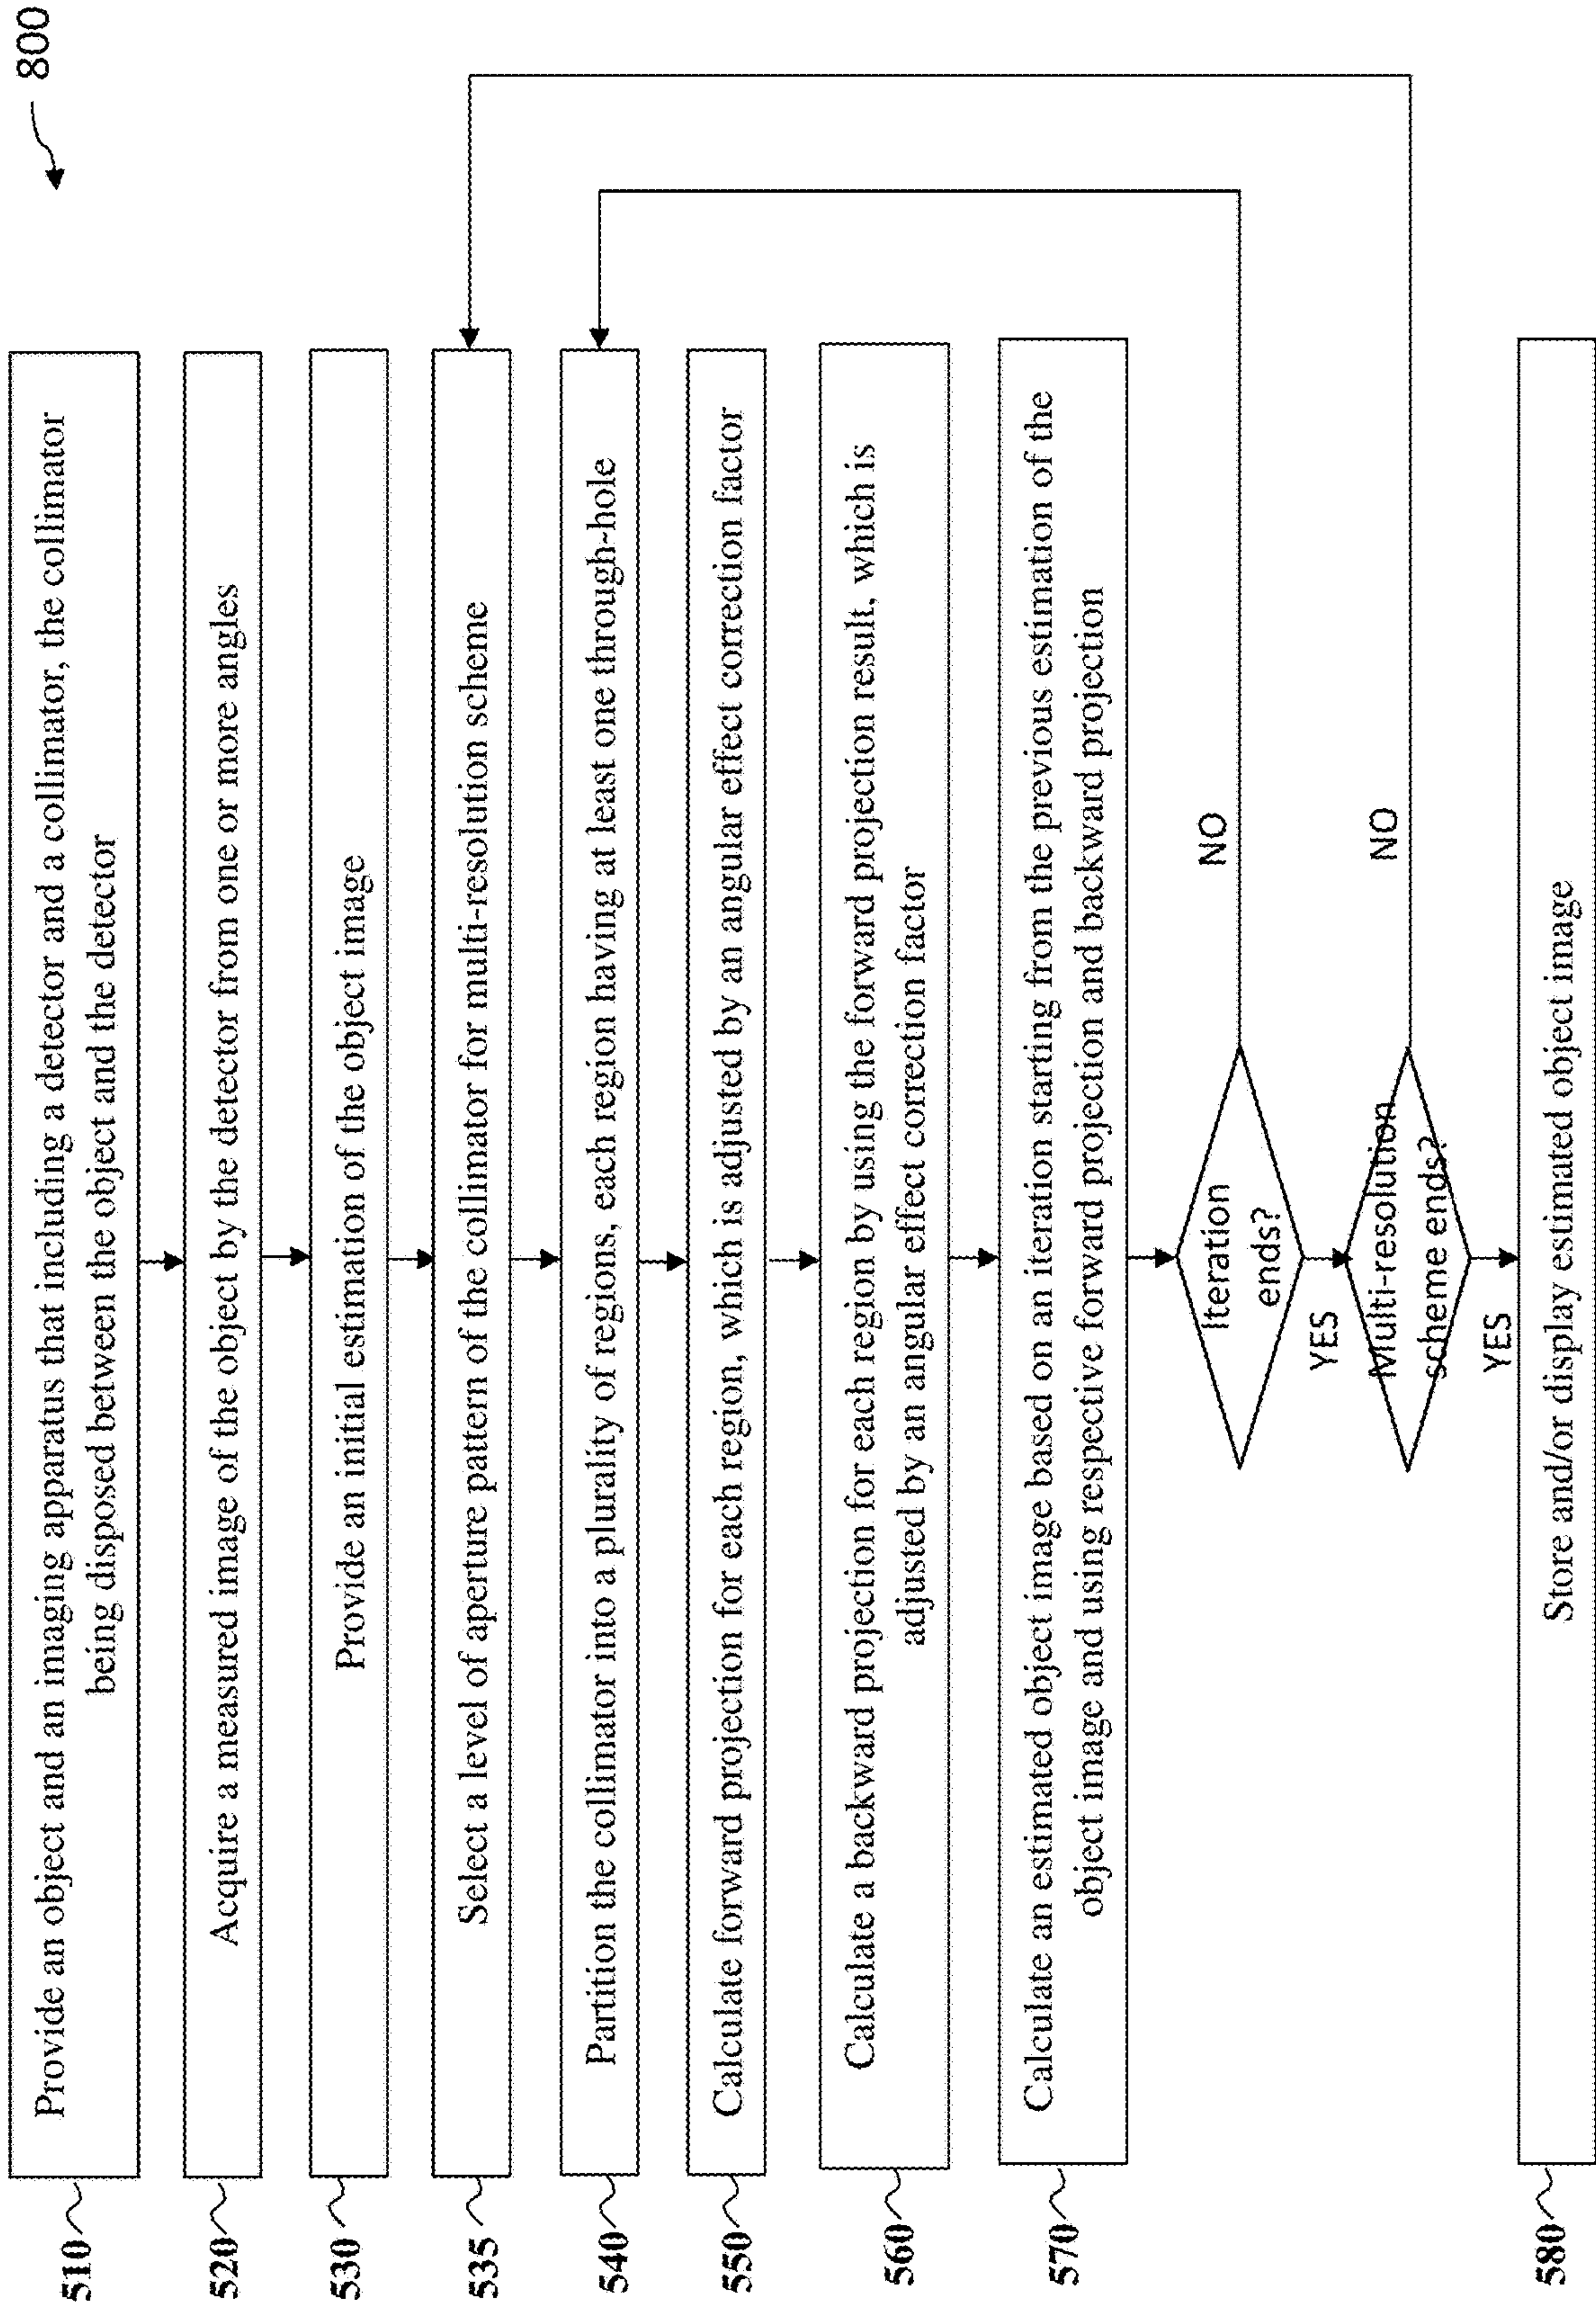 800
510
Provide an object and an imaging apparatus that including a detector and a collimator, the collimator
being disposed between the object and the detector
520
Acquire a measured image of the object by the detector from one or more angles
530
Provide an initial estimation of the object image
535
Select a level of aperture pattern of the collimator for multi-resolution scheme
540
Partition the collimator into a plurality of regions, each region having at least one through-hole
550
Calculate forward projection for each region, which is adjusted by an angular effect correction factor
560
Calculate a backward projection for each region by using the forward projection result, which is
adjusted by an angular effect correction factor
570
Calculate an estimated object image based on an iteration starting from the previous estimation of the
object image and using respective forward projection and backward projection
Iteration
ends?
NO
YES
Multi-resolution
scheme ends?
NO
YES
580
Store and/or display estimated object image